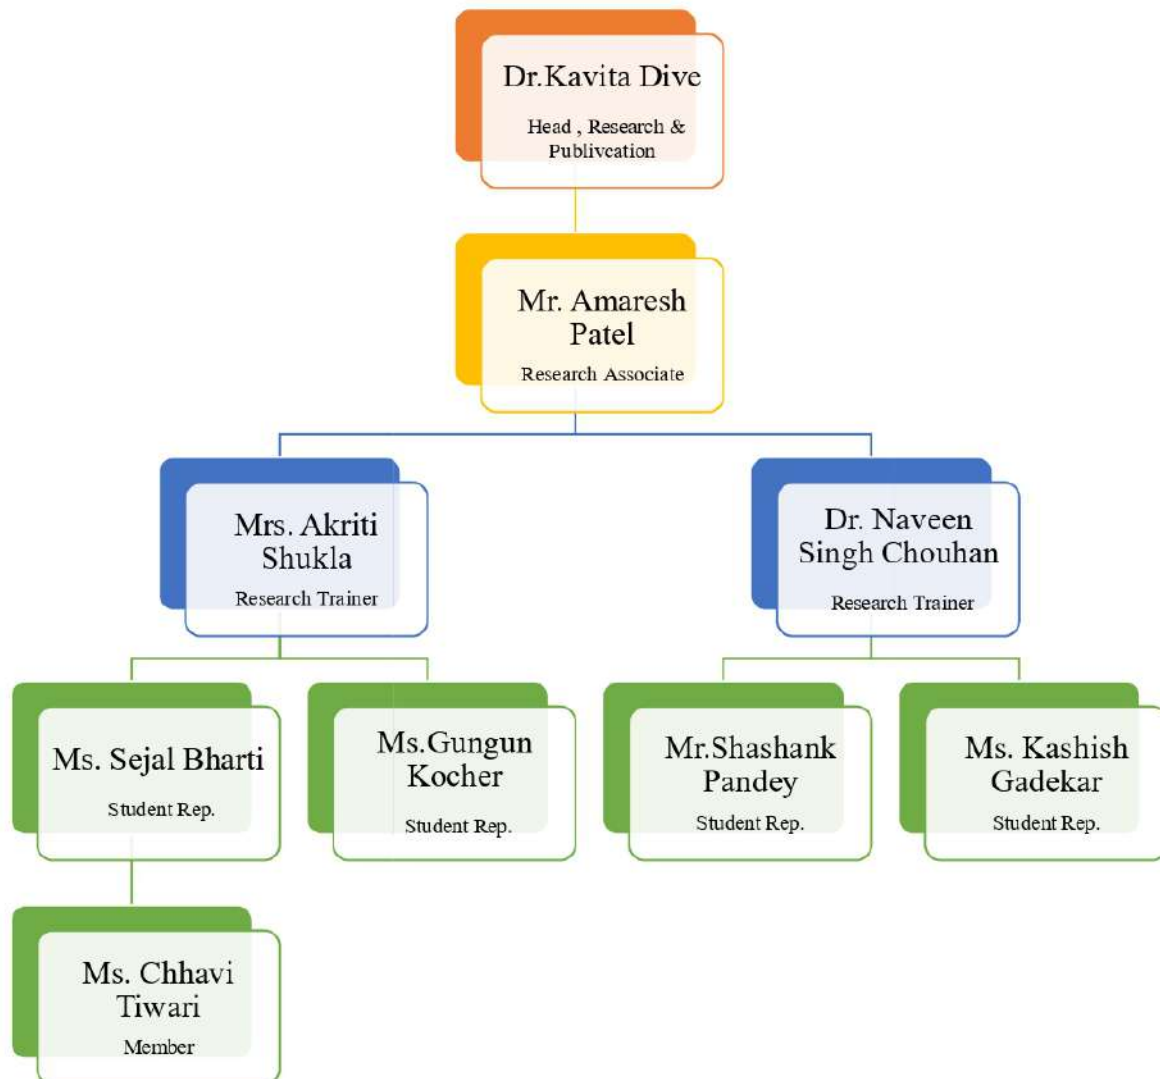 Dr.Kavita Dive
Head , Research &
Publivcation
Mr. Amaresh
Patel
Research Associate
Mrs. Akriti
Shukla
Research Trainer
Dr. Naveen
Singh Chouhan
Research Trainer
Ms. Sejal Bharti
Student Rep.
Ms.Gungun
Kocher
Student Rep.
Mr.Shashank
Pandey
Student Rep.
Ms. Kashish
Gadekar
Student Rep.
Ms. Chhavi
Tiwari
Member